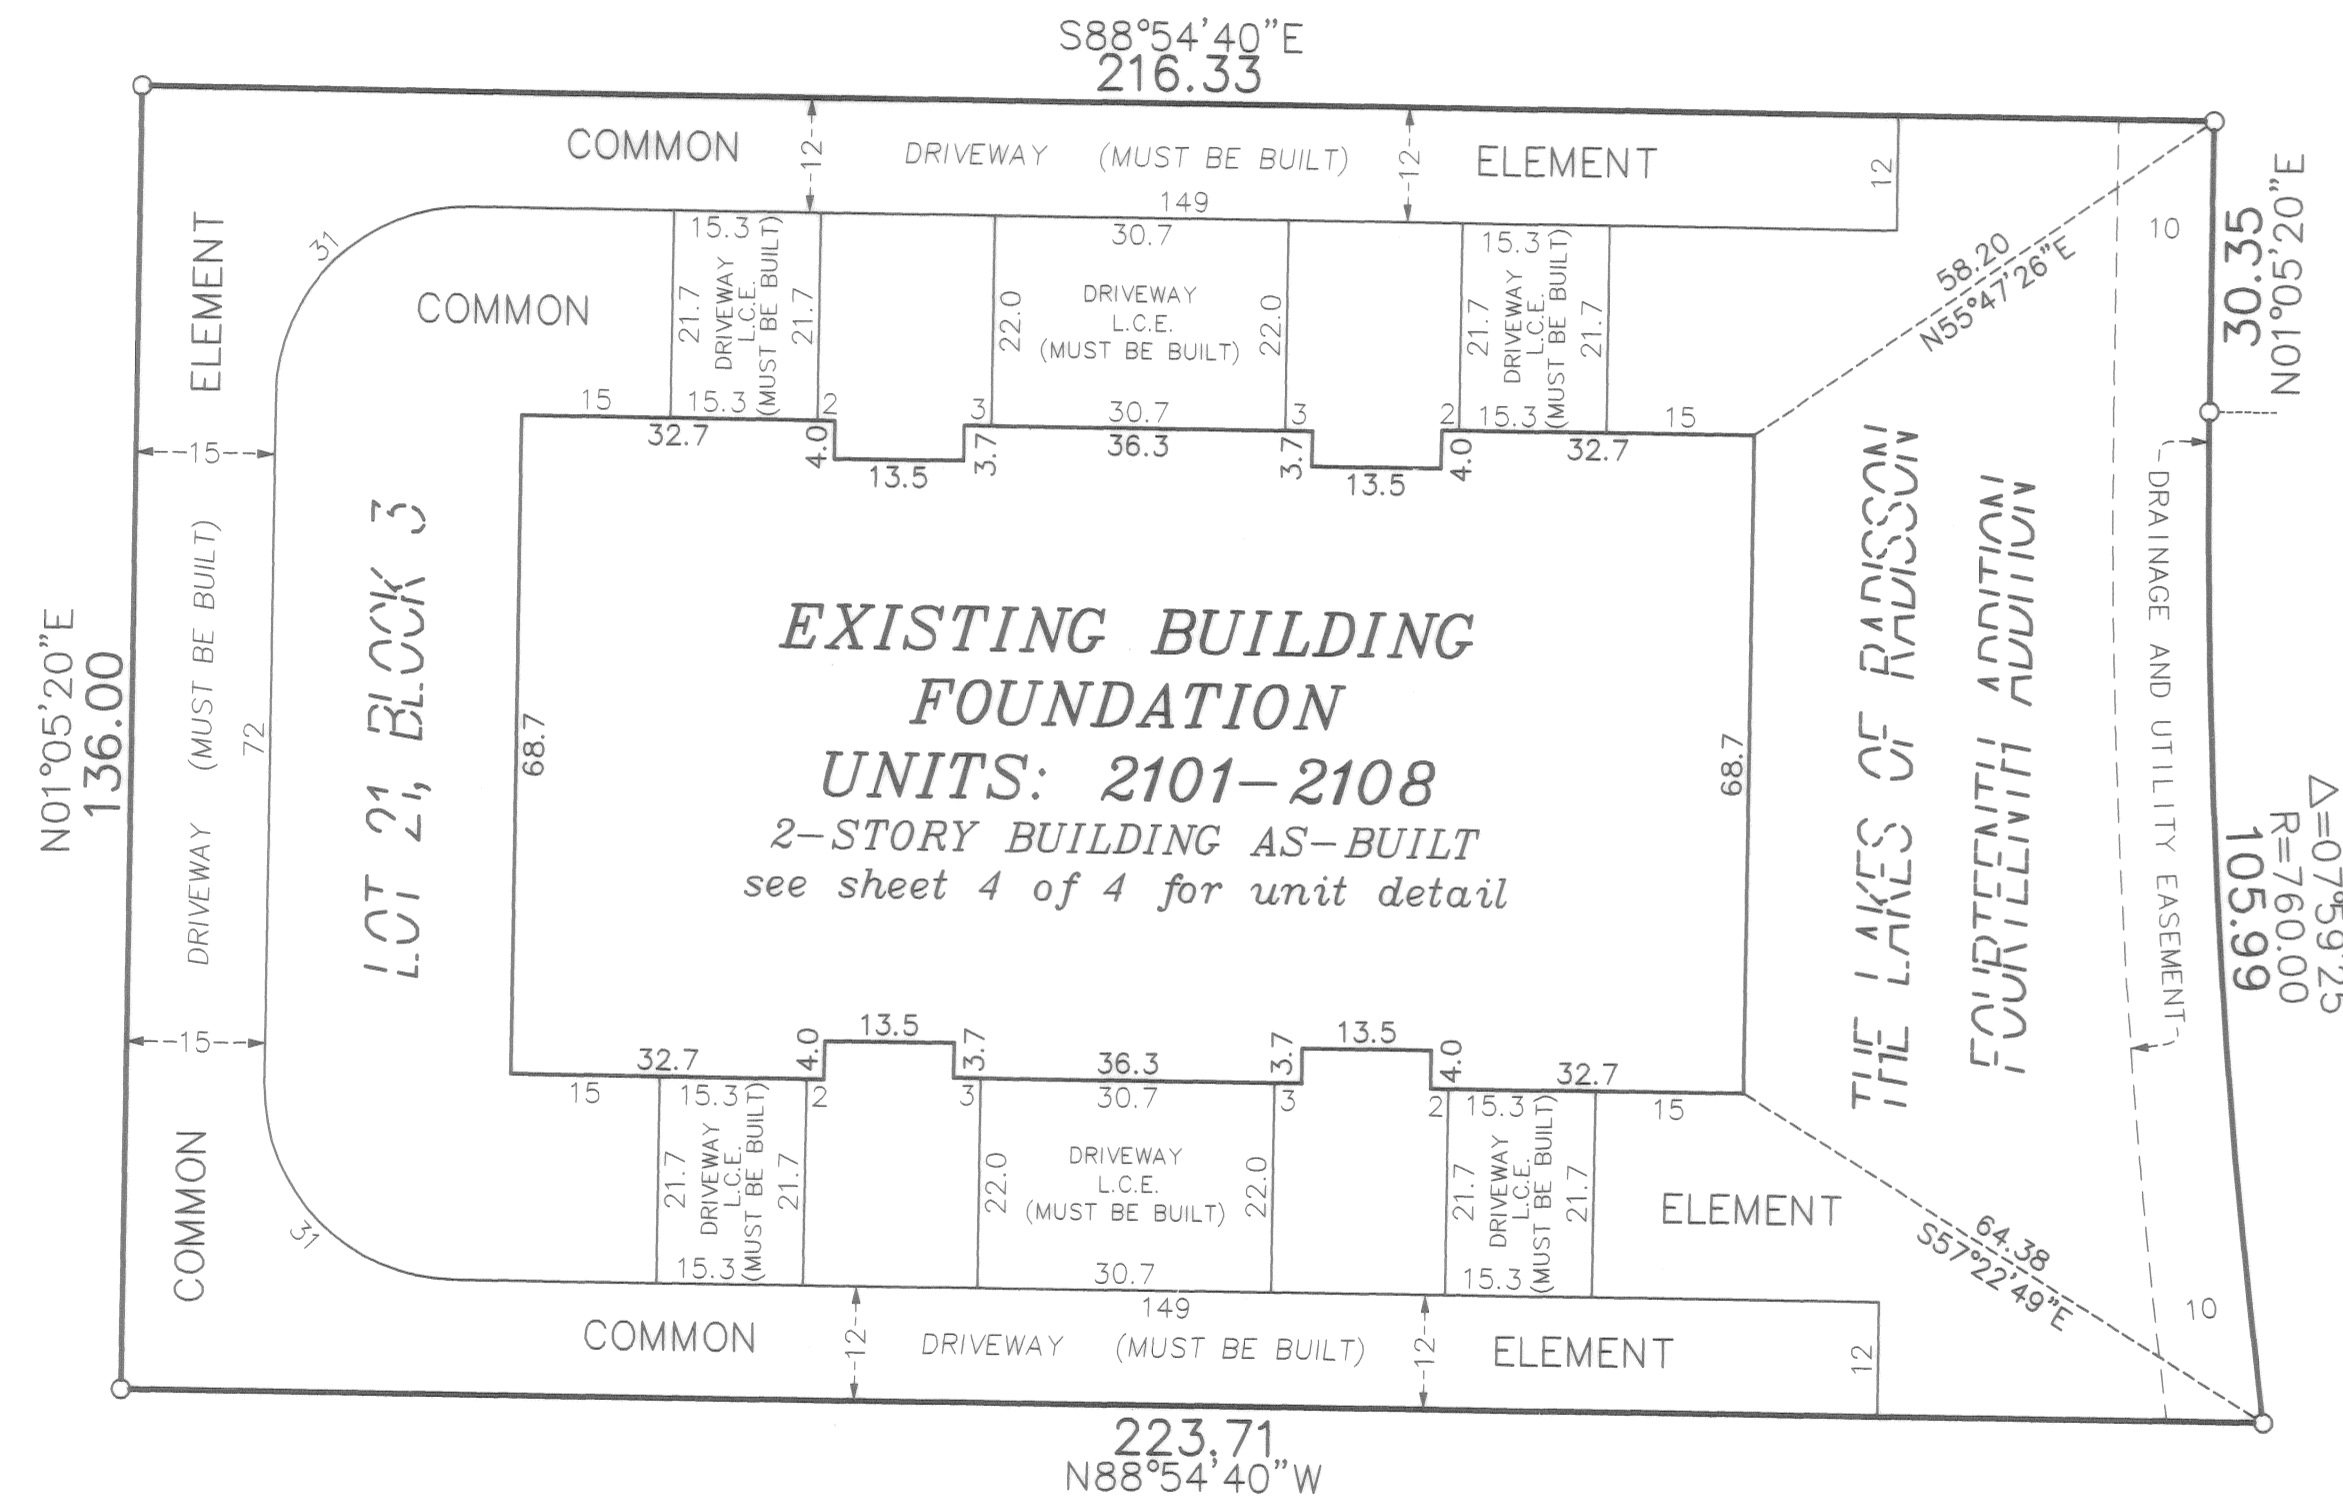 S88°54'40"E
216.33
COMMON
12
DRIVEWAY (MUST BE BUILT)
12
ELEMENT
12
149
10
30.35
N01°05'20"E
58.20
N55°47'26"E
31
ELEMENT
COMMON
15.3
21.7
DRIVEWAY
L.C.E.
(MUST BE BUILT)
21.7
15.3
30.7
22.0
DRIVEWAY
L.C.E.
(MUST BE BUILT)
22.0
30.7
15.3
21.7
DRIVEWAY
L.C.E.
(MUST BE BUILT)
21.7
15.3
15
2
3
3
2
15
32.7
4.0
13.5
3.7
36.3
3.7
13.5
4.0
32.7
15
DRIVEWAY (MUST BE BUILT)
72
N01°05'20"E
136.00
LOT 21, BLOCK 3
68.7
EXISTING BUILDING
FOUNDATION
UNITS: 2101-2108
2-STORY BUILDING AS-BUILT
see sheet 4 of 4 for unit detail
68.7
THE LAKES OF RADISSON
FOURTEENTH ADDITION
DRAINAGE AND UTILITY EASEMENT
△=07°59'25
R=760.00
105.99
15
32.7
4.0
13.5
3.7
36.3
3.7
13.5
4.0
32.7
15
2
3
3
2
15
15.3
21.7
DRIVEWAY
L.C.E.
(MUST BE BUILT)
21.7
15.3
30.7
22.0
DRIVEWAY
L.C.E.
(MUST BE BUILT)
22.0
30.7
15.3
21.7
DRIVEWAY
L.C.E.
(MUST BE BUILT)
21.7
15.3
ELEMENT
64.38
S57°22'49"E
10
COMMON
31
149
COMMON
12
DRIVEWAY (MUST BE BUILT)
12
ELEMENT
12
223.71
N88°54'40"W